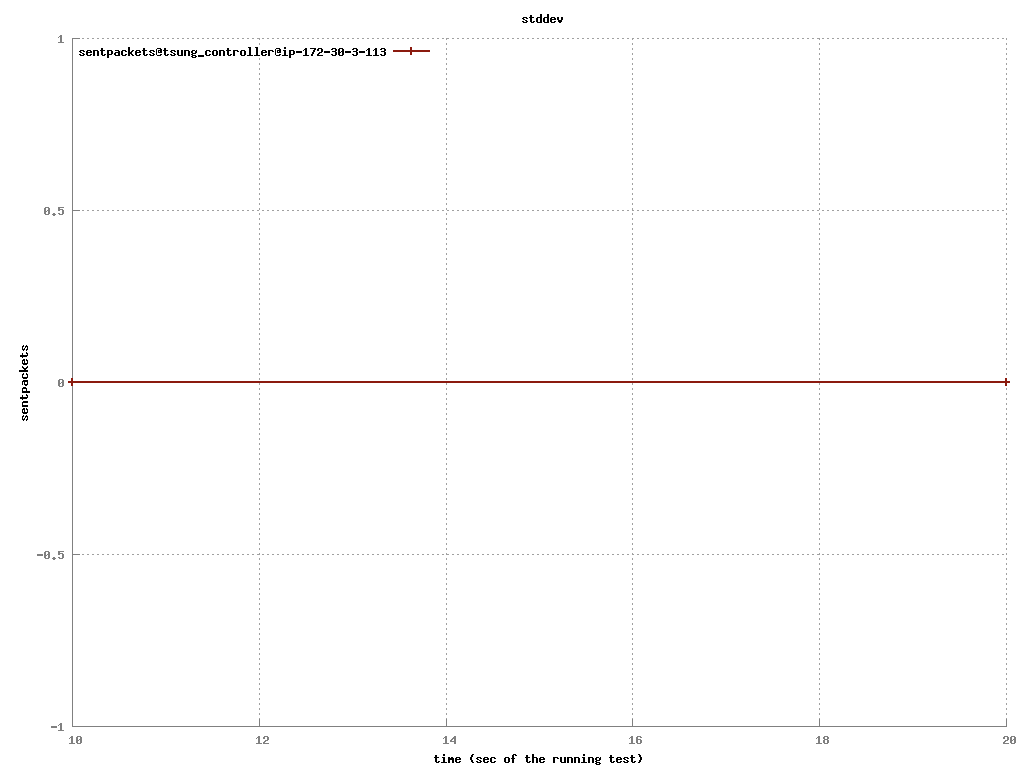 stddev
1
sentpackets@tsung_controller@ip-172-30-3-113
0.5
sentpackets
0
-0.5
-1
10 12 14 16 18 20
time (sec of the running test)